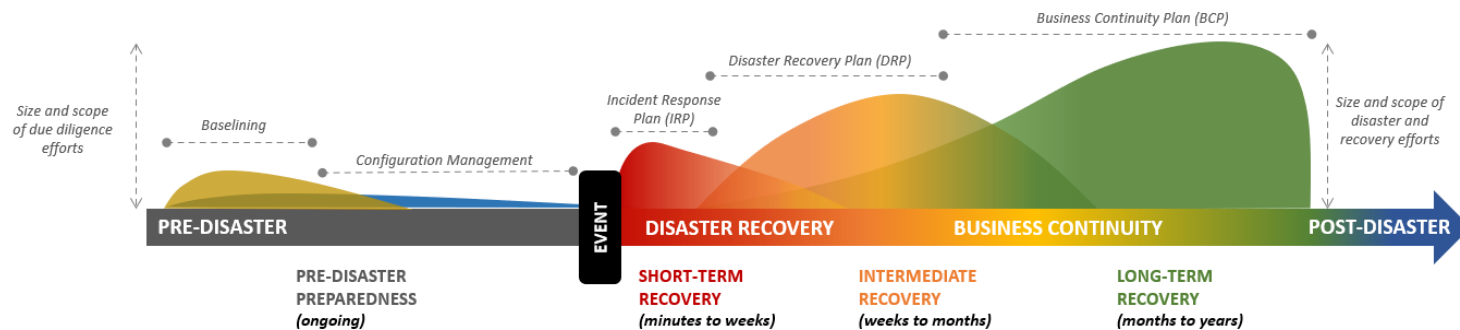 Business Continuity Plan (BCP)
Disaster Recovery Plan (DRP)
Size and scope
of due diligence
efforts
Baselining
Configuration Management
Incident Response
Plan (IRP)
Size and scope of
disaster and
recovery efforts
PRE-DISASTER
EVENT
DISASTER RECOVERY
BUSINESS CONTINUITY
POST-DISASTER
PRE-DISASTER
PREPAREDNESS
(ongoing)
SHORT-TERM
RECOVERY
(minutes to weeks)
INTERMEDIATE
RECOVERY
(weeks to months)
LONG-TERM
RECOVERY
(months to years)